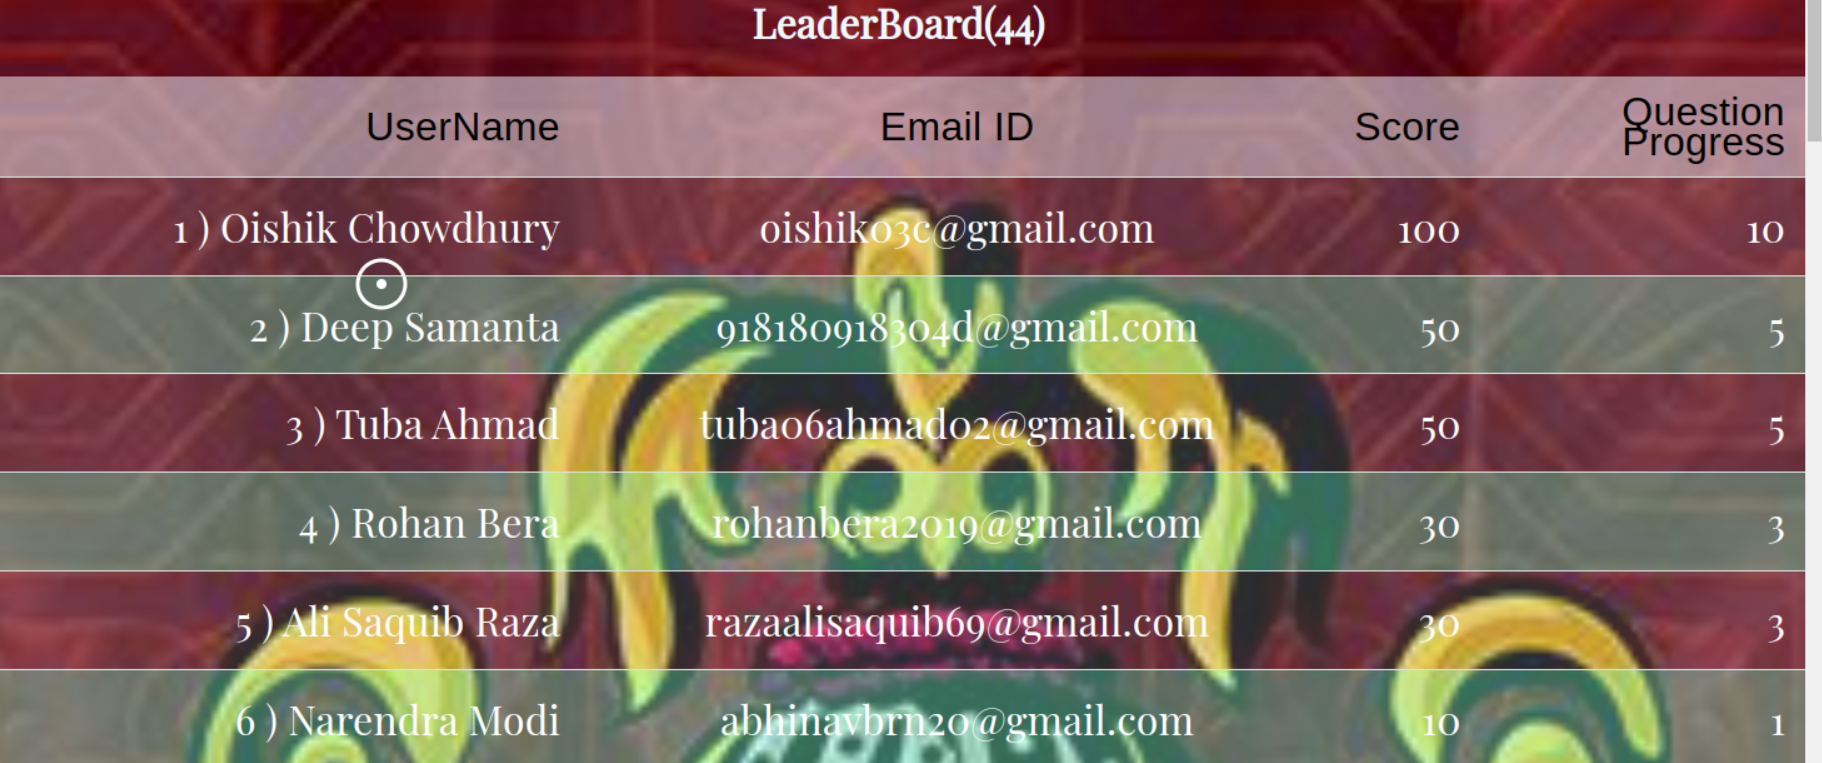 LeaderBoard(44)
UserName Email ID Score Question Progress
1 ) Oishik Chowdhury oishik03c@gmail.com 100 10
2 ) Deep Samanta 918180918304d@gmail.com 50 5
3 ) Tuba Ahmad tuba06ahmad02@gmail.com 50 5
4 ) Rohan Bera rohanbera2019@gmail.com 30 3
5 ) Ali Saquib Raza razaalisaquib69@gmail.com 30 3
6 ) Narendra Modi abhinavbrn20@gmail.com 10 1